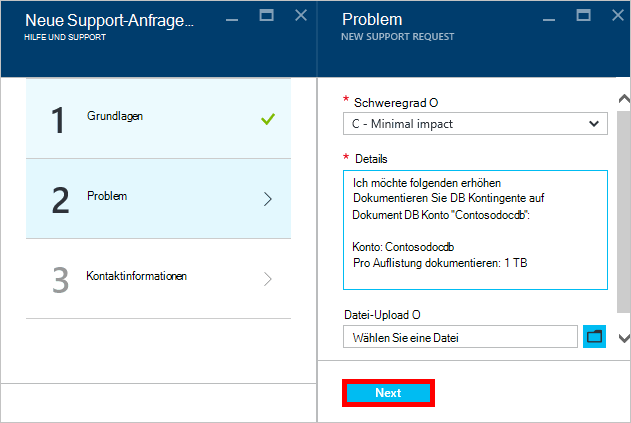 Neue Support-Anfrage...
HILFE UND SUPPORT
1
Grundlagen
2
Problem
3
Kontaktinformationen
Problem
NEW SUPPORT REQUEST
* Schweregrad O
C - Minimal impact
* Details
Ich möchte folgenden erhöhen
Dokumentieren Sie DB Kontingente auf
Dokument DB Konto "Contosodocdb":
Konto: Contosodocdb
Pro Auflistung dokumentieren: 1 TB
Datei-Upload O
Wählen Sie eine Datei
Next